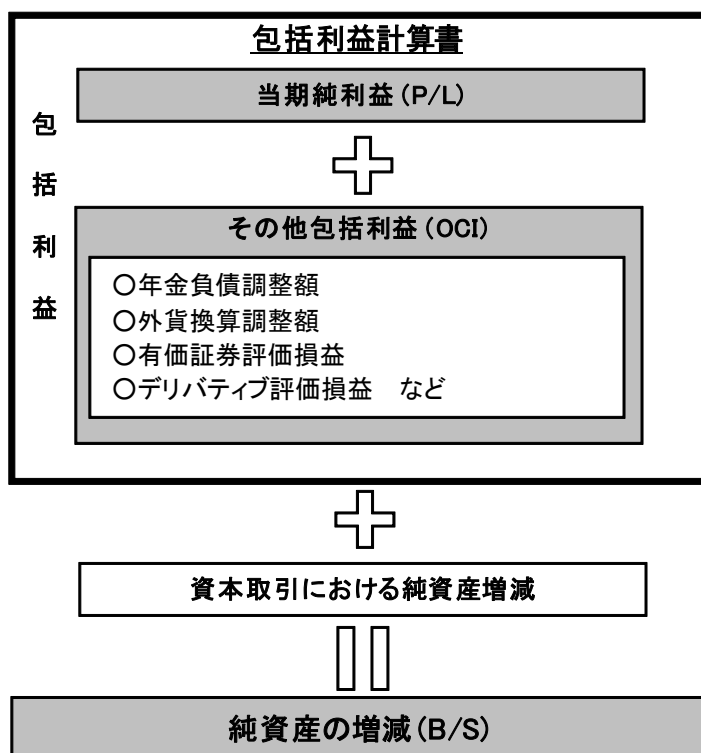 包括利益計算書
当期純利益(P/L)
包括利益
その他包括利益(OCI)
○年金負債調整額
○外貨換算調整額
○有価証券評価損益
○デリバティブ評価損益　など
資本取引における純資産増減
純資産の増減(B/S)